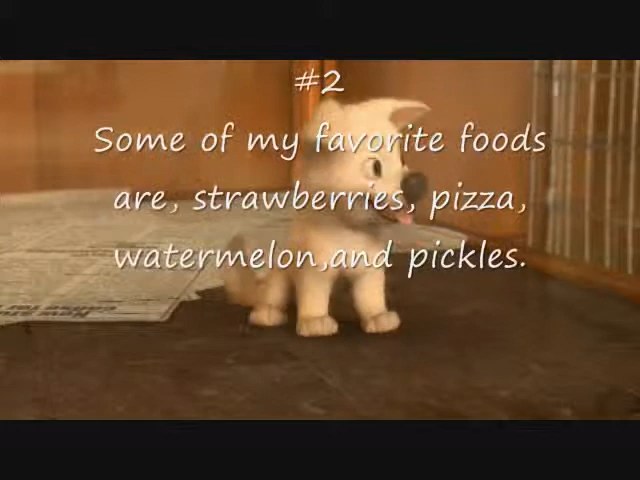 #2
Some of my favorite foods
are, strawberries, pizza,
watermelon,and pickles.